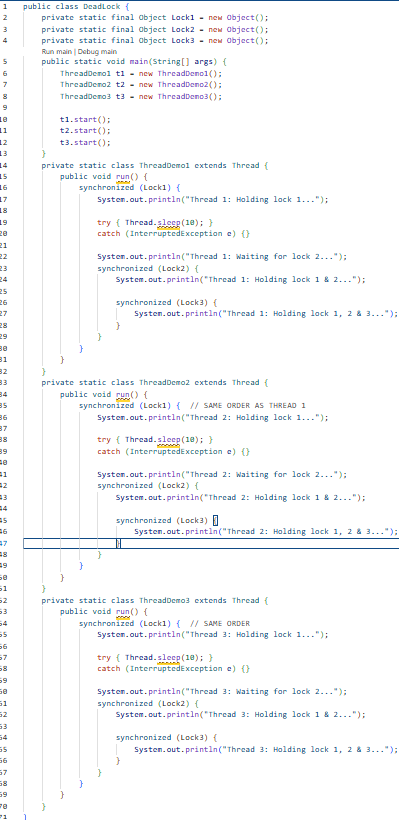 1 public class DeadLock {
2 private static final Object Lock1 = new Object();
3 private static final Object Lock2 = new Object();
4 private static final Object Lock3 = new Object();
Run main | Debug main
5 public static void main(String[] args) {
6 ThreadDemo1 t1 = new ThreadDemo1();
7 ThreadDemo2 t2 = new ThreadDemo2();
8 ThreadDemo3 t3 = new ThreadDemo3();
9
10 t1.start();
11 t2.start();
12 t3.start();
13 }
14 private static class ThreadDemo1 extends Thread {
15 public void run() {
16 synchronized (Lock1) {
17 System.out.println("Thread 1: Holding lock 1...");
18
19 try { Thread.sleep(10); }
20 catch (InterruptedException e) {}
21
22 System.out.println("Thread 1: Waiting for lock 2...");
23 synchronized (Lock2) {
24 System.out.println("Thread 1: Holding lock 1 & 2...");
25
26 synchronized (Lock3) {
27 System.out.println("Thread 1: Holding lock 1, 2 & 3...");
28 }
29 }
30 }
31 }
32 }
33 private static class ThreadDemo2 extends Thread {
34 public void run() {
35 synchronized (Lock1) { // SAME ORDER AS THREAD 1
36 System.out.println("Thread 2: Holding lock 1...");
37
38 try { Thread.sleep(10); }
39 catch (InterruptedException e) {}
40
41 System.out.println("Thread 2: Waiting for lock 2...");
42 synchronized (Lock2) {
43 System.out.println("Thread 2: Holding lock 1 & 2...");
44
45 synchronized (Lock3) {
46 System.out.println("Thread 2: Holding lock 1, 2 & 3...");
47 }
48 }
49 }
50 }
51 }
52 private static class ThreadDemo3 extends Thread {
53 public void run() {
54 synchronized (Lock1) { // SAME ORDER
55 System.out.println("Thread 3: Holding lock 1...");
56
57 try { Thread.sleep(10); }
58 catch (InterruptedException e) {}
59
60 System.out.println("Thread 3: Waiting for lock 2...");
61 synchronized (Lock2) {
62 System.out.println("Thread 3: Holding lock 1 & 2...");
63
64 synchronized (Lock3) {
65 System.out.println("Thread 3: Holding lock 1, 2 & 3...");
66 }
67 }
68 }
69 }
70 }
71 }